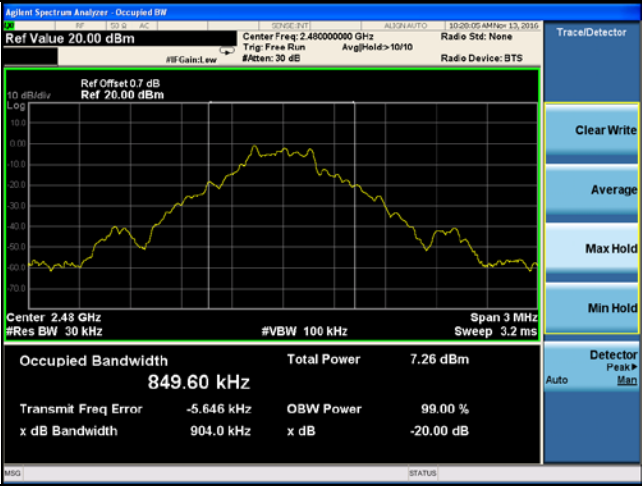 Agilent Spectrum Analyzer - Occupied BW
RF 50 Ω AC SENSE:INT ALIGN AUTO 10:28:05 AM Nov 13, 2016
Ref Value 20.00 dBm Center Freq: 2.480000000 GHz Radio Std: None Trace/Detector
Trig: Free Run Avg|Hold:>10/10
#IFGain:Low #Atten: 30 dB Radio Device: BTS
Ref Offset 0.7 dB
10 dB/div Ref 20.00 dBm
Log
10.0
0.00
-10.0
-20.0
-30.0
-40.0
-50.0
-60.0
-70.0
Center 2.48 GHz Span 3 MHz
#Res BW 30 kHz #VBW 100 kHz Sweep 3.2 ms
Occupied Bandwidth Total Power 7.26 dBm
849.60 kHz
Transmit Freq Error -5.646 kHz OBW Power 99.00 %
x dB Bandwidth 904.0 kHz x dB -20.00 dB
Clear Write
Average
Max Hold
Min Hold
Detector
Peak▶
Auto Man
MSG STATUS